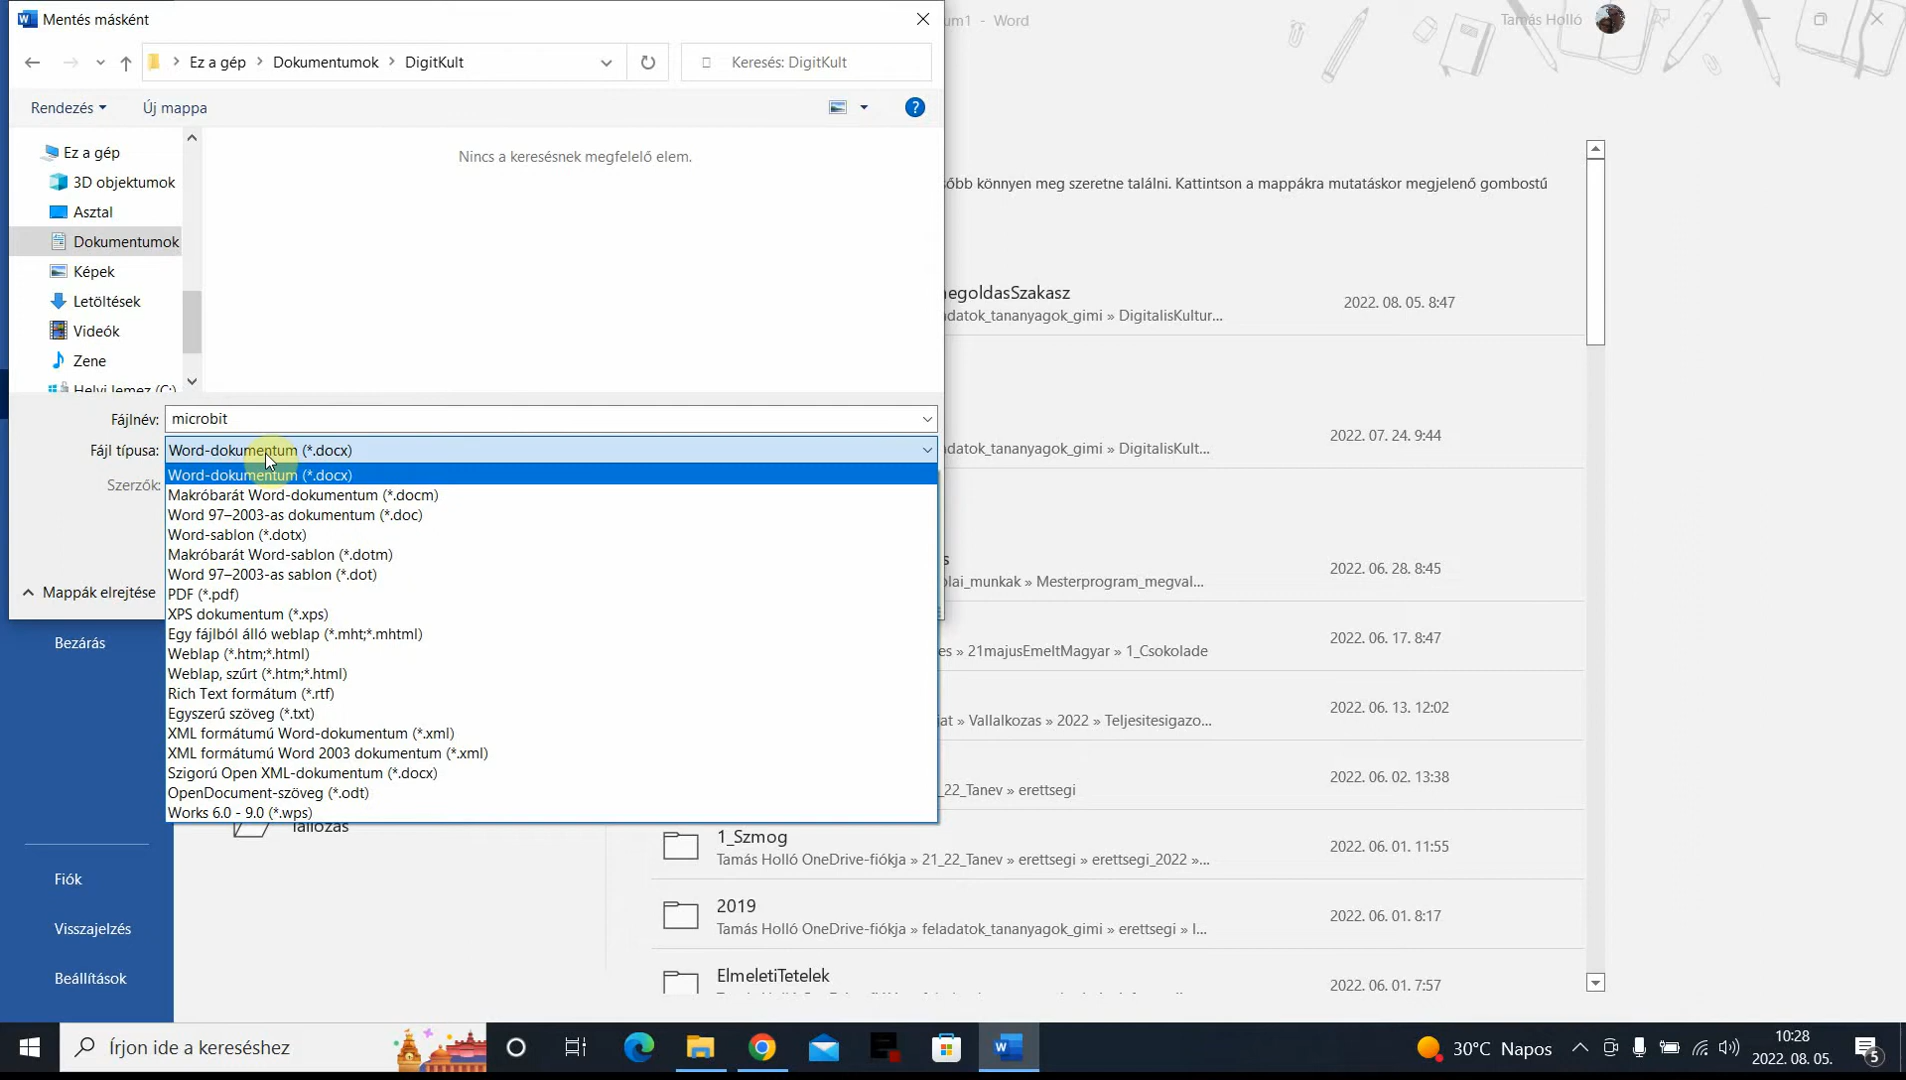 Mentés másként
um1 - Word
Tamás Holló
Ez a gép
Dokumentumok
DigitKult
Keresés: DigitKult
Rendezés
Új mappa
Ez a gép
3D objektumok
Asztal
Dokumentumok
Képek
Letöltések
Videók
Zene
Helyi lemez (C:)
Nincs a keresésnek megfelelő elem.
sőbb könnyen meg szeretne találni. Kattintson a mappákra mutatáskor megjelenő gombostű
Fájlnév: microbit
Fájl típusa: Word-dokumentum (*.docx)
Szerzők:
Word-dokumentum (*.docx)
Makróbarát Word-dokumentum (*.docm)
Word 97–2003-as dokumentum (*.doc)
Word-sablon (*.dotx)
Makróbarát Word-sablon (*.dotm)
Word 97–2003-as sablon (*.dot)
PDF (*.pdf)
XPS dokumentum (*.xps)
Egy fájlból álló weblap (*.mht;*.mhtml)
Weblap (*.htm;*.html)
Weblap, szűrt (*.htm;*.html)
Rich Text formátum (*.rtf)
Egyszerű szöveg (*.txt)
XML formátumú Word-dokumentum (*.xml)
XML formátumú Word 2003 dokumentum (*.xml)
Szigorú Open XML-dokumentum (*.docx)
OpenDocument-szöveg (*.odt)
Works 6.0 - 9.0 (*.wps)
Mappák elrejtése
Bezárás
Fiók
Visszajelzés
Beállítások
Tallózás
negoldasSzakasz
adatok_tananyagok_gimi » DigitalisKultur...
2022. 08. 05. 8:47
adatok_tananyagok_gimi » DigitalisKult...
2022. 07. 24. 9:44
s
olai_munkak » Mesterprogram_megval...
2022. 06. 28. 8:45
es » 21majusEmeltMagyar » 1_Csokolade
2022. 06. 17. 8:47
at » Vallalkozas » 2022 » Teljesitesigazo...
2022. 06. 13. 12:02
_22_Tanev » erettsegi
2022. 06. 02. 13:38
1_Szmog
Tamás Holló OneDrive-fiókja » 21_22_Tanev » erettsegi » erettsegi_2022 »...
2022. 06. 01. 11:55
2019
Tamás Holló OneDrive-fiókja » feladatok_tananyagok_gimi » erettsegi » I...
2022. 06. 01. 8:17
ElmeletiTetelek
2022. 06. 01. 7:57
Írjon ide a kereséshez
30°C Napos
10:28
2022. 08. 05.
5